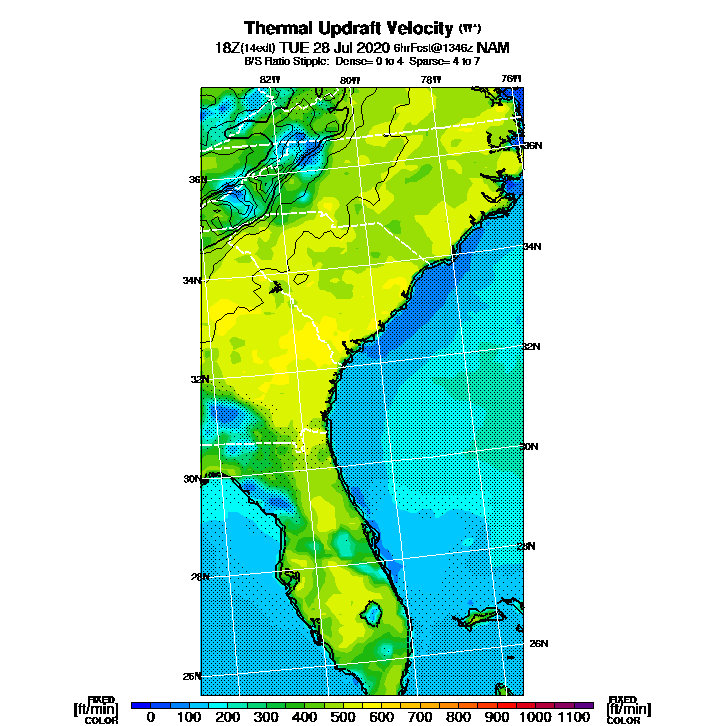 Thermal Updraft Velocity (W*)
18Z(14edt) TUE 28 Jul 2020 6hrFcst@1346z NAM
B/S Ratio Stipple: Dense= 0 to 4 Sparse= 4 to 7
82W 80W 78W 76W
36N
36N
34N
34N
32N
32N
30N
30N
28N
28N
26N
26N
FIXED FIXED
[ft/min] 0 100 200 300 400 500 600 700 800 900 1000 1100 [ft/min]
COLOR COLOR